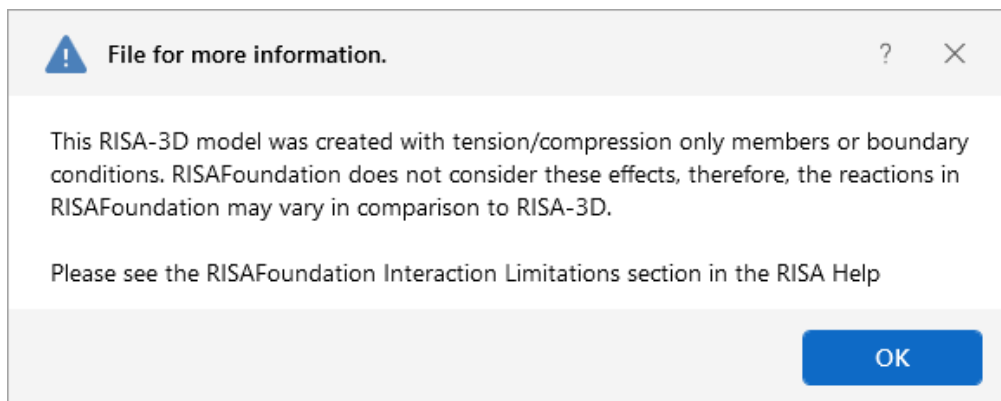 File for more information.
?
This RISA-3D model was created with tension/compression only members or boundary
conditions. RISAFoundation does not consider these effects, therefore, the reactions in
RISAFoundation may vary in comparison to RISA-3D.
Please see the RISAFoundation Interaction Limitations section in the RISA Help
OK